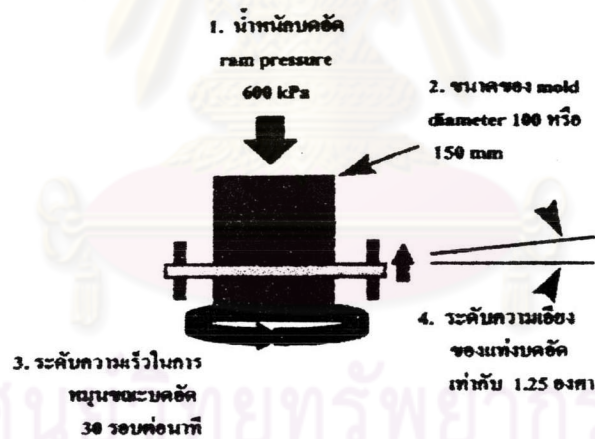 1. น้ำหนักบดอัด
ram pressure
600 kPa
2. ขนาดของ mold
diameter 100 หรือ
150 mm
3. ระดับความเร็วในการ
หมุนขณะบดอัด
30 รอบต่อนาที
4. ระดับความเอียง
ของแท่งบดอัด
เท่ากับ 1.25 องศา